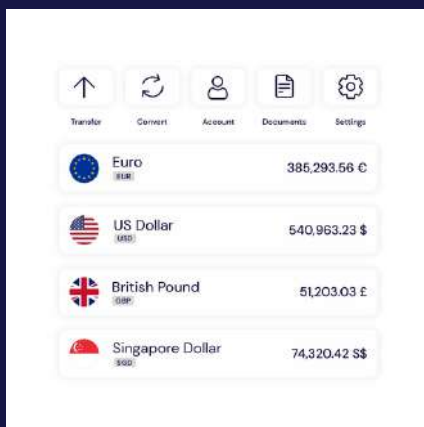 Transfer Convert Account Documents Settings
Euro 385,293.56 €
EUR
US Dollar 540,963.23 $
USD
British Pound 51,203.03 £
GBP
Singapore Dollar 74,320.42 S$
SGD